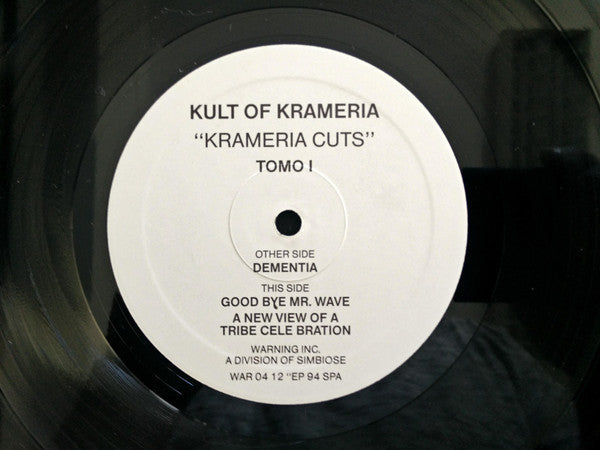 KULT OF KRAMERIA
“KRAMERIA CUTS”
TOMO I
OTHER SIDE
DEMENTIA
THIS SIDE
GOOD BYE MR. WAVE
A NEW VIEW OF A
TRIBE CELE BRATION
WARNING INC.
A DIVISION OF SIMBIOSE
WAR 04 12 "EP 94 SPA